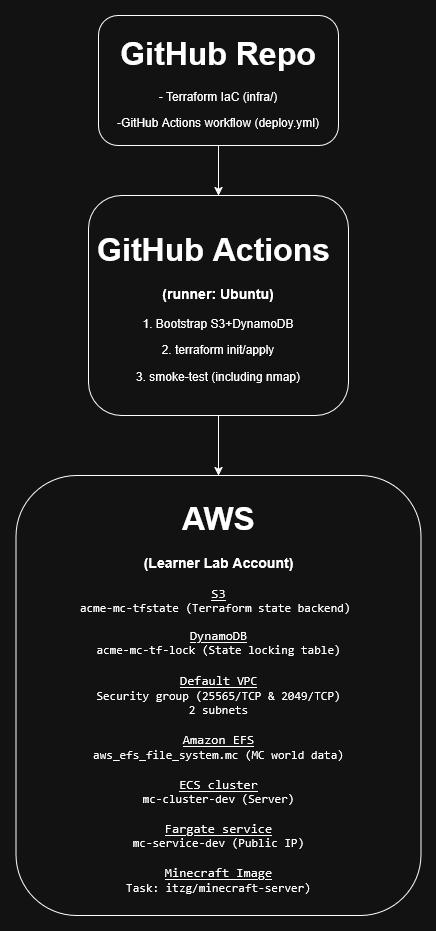 GitHub Repo
- Terraform IaC (infra/)
-GitHub Actions workflow (deploy.yml)
GitHub Actions
(runner: Ubuntu)
1. Bootstrap S3+DynamoDB
2. terraform init/apply
3. smoke-test (including nmap)
AWS
(Learner Lab Account)
S3
acme-mc-tfstate (Terraform state backend)
DynamoDB
acme-mc-tf-lock (State locking table)
Default VPC
Security group (25565/TCP & 2049/TCP)
2 subnets
Amazon EFS
aws_efs_file_system.mc (MC world data)
ECS cluster
mc-cluster-dev (Server)
Fargate service
mc-service-dev (Public IP)
Minecraft Image
Task: itzg/minecraft-server)